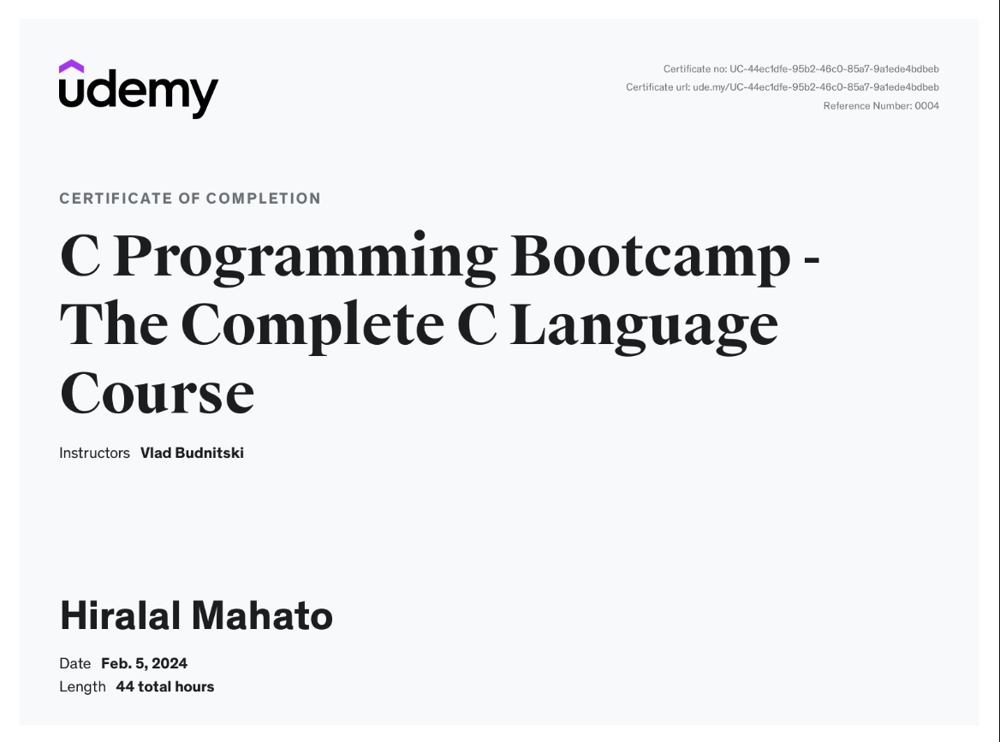 udemy
Certificate no: UC-44ec1dfe-95b2-46c0-85a7-9a1ede4bdbeb
Certificate url: ude.my/UC-44ec1dfe-95b2-46c0-85a7-9a1ede4bdbeb
Reference Number: 0004
CERTIFICATE OF COMPLETION
C Programming Bootcamp -
The Complete C Language
Course
Instructors Vlad Budnitski
Hiralal Mahato
Date Feb. 5, 2024
Length 44 total hours